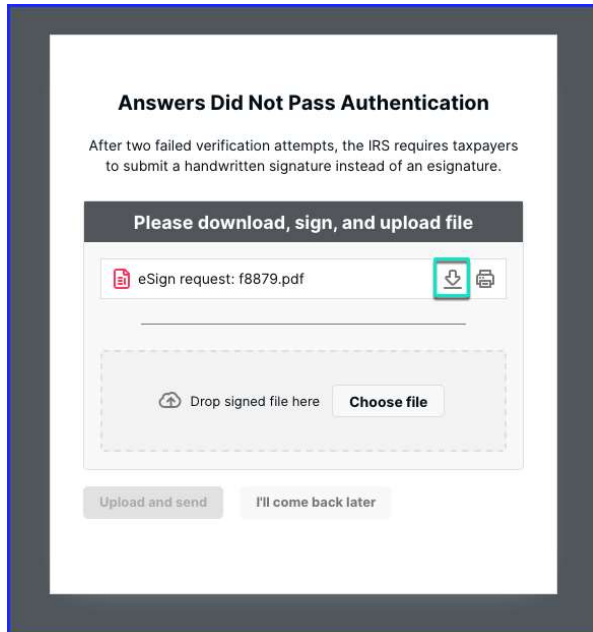 Answers Did Not Pass Authentication
After two failed verification attempts, the IRS requires taxpayers
to submit a handwritten signature instead of an esignature.
Please download, sign, and upload file
eSign request: f8879.pdf
Drop signed file here Choose file
Upload and send I'll come back later